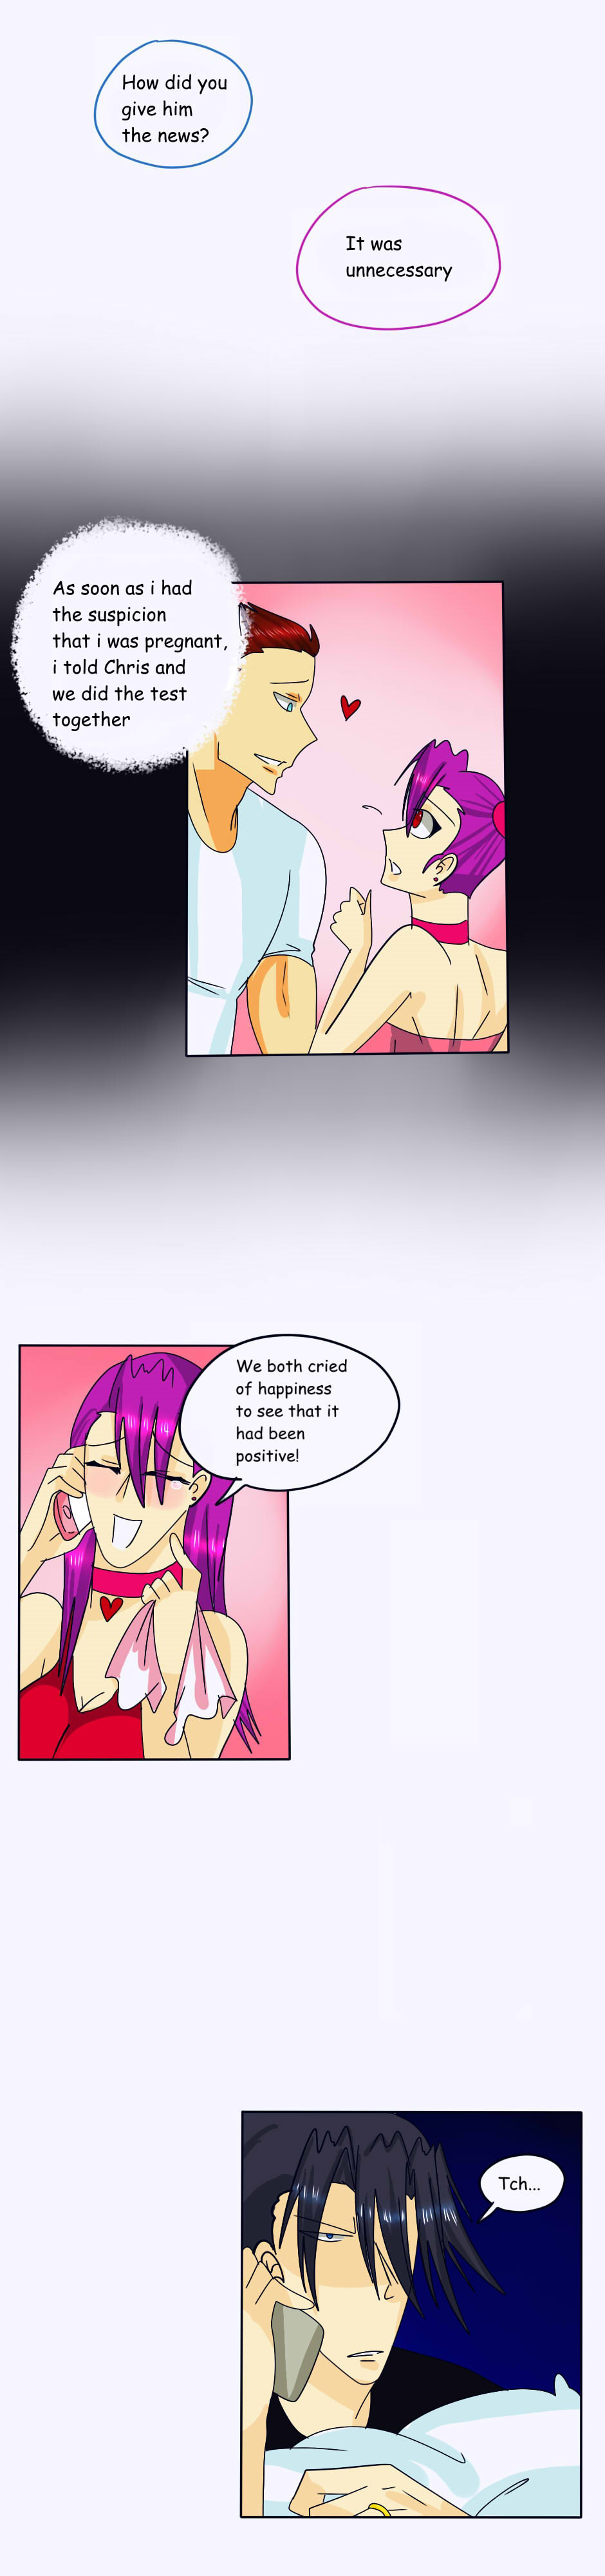 How did you
give him
the news?
It was
unnecessary
As soon as i had
the suspicion
that i was pregnant,
i told Chris and
we did the test
together
We both cried
of happiness
to see that it
had been
positive!
Tch...